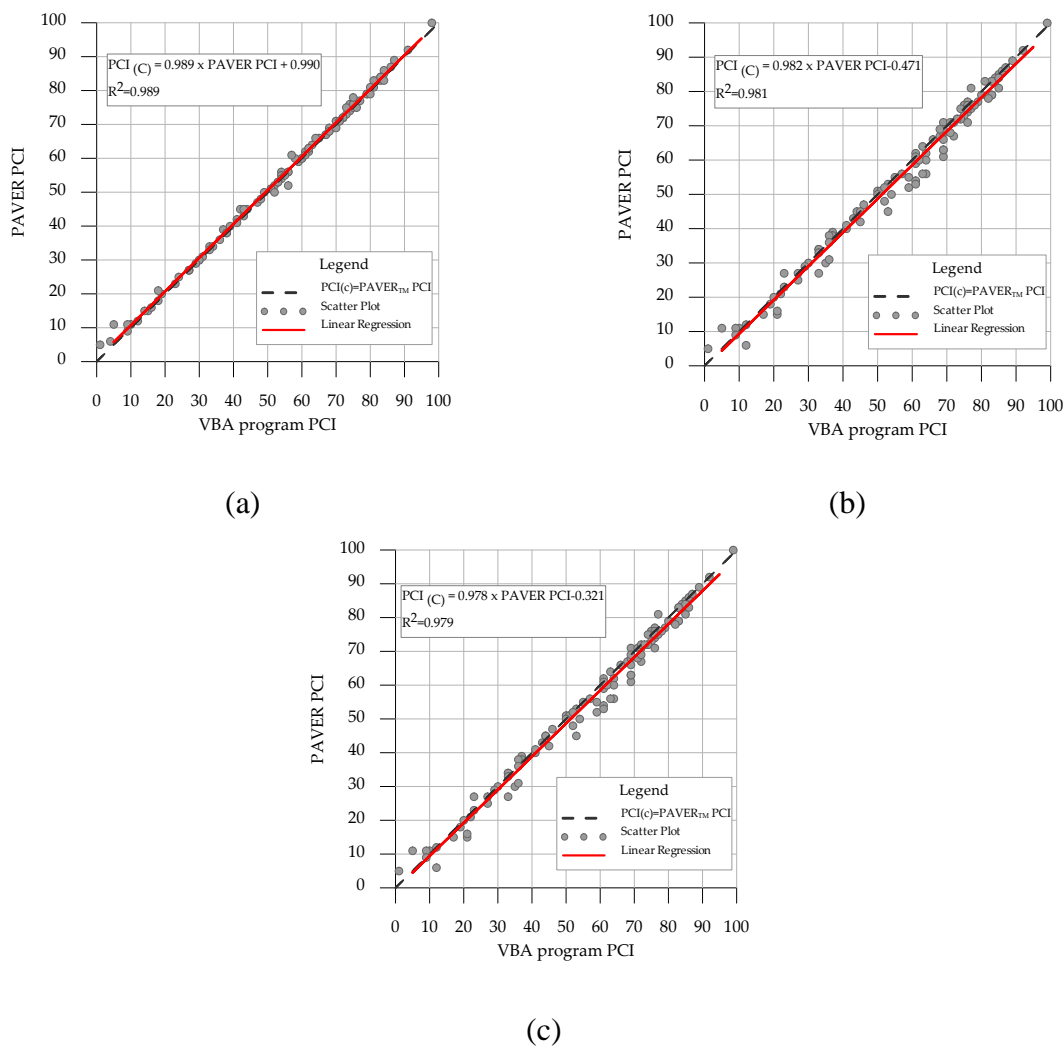 100
90
80
70
60
50
40
30
20
10
0
PAVER PCI
PCI (C) = 0.989 x PAVER PCI + 0.990
R²=0.989
Legend
PCI(c)=PAVER™ PCI
Scatter Plot
Linear Regression
0 10 20 30 40 50 60 70 80 90 100
VBA program PCI
(a)
100
90
80
70
60
50
40
30
20
10
0
PAVER PCI
PCI (C) = 0.982 x PAVER PCI-0.471
R²=0.981
Legend
PCI(c)=PAVER™ PCI
Scatter Plot
Linear Regression
0 10 20 30 40 50 60 70 80 90 100
VBA program PCI
(b)
100
90
80
70
60
50
40
30
20
10
0
PAVER PCI
PCI (C) = 0.978 x PAVER PCI-0.321
R²=0.979
Legend
PCI(c)=PAVER™ PCI
Scatter Plot
Linear Regression
0 10 20 30 40 50 60 70 80 90 100
VBA program PCI
(c)